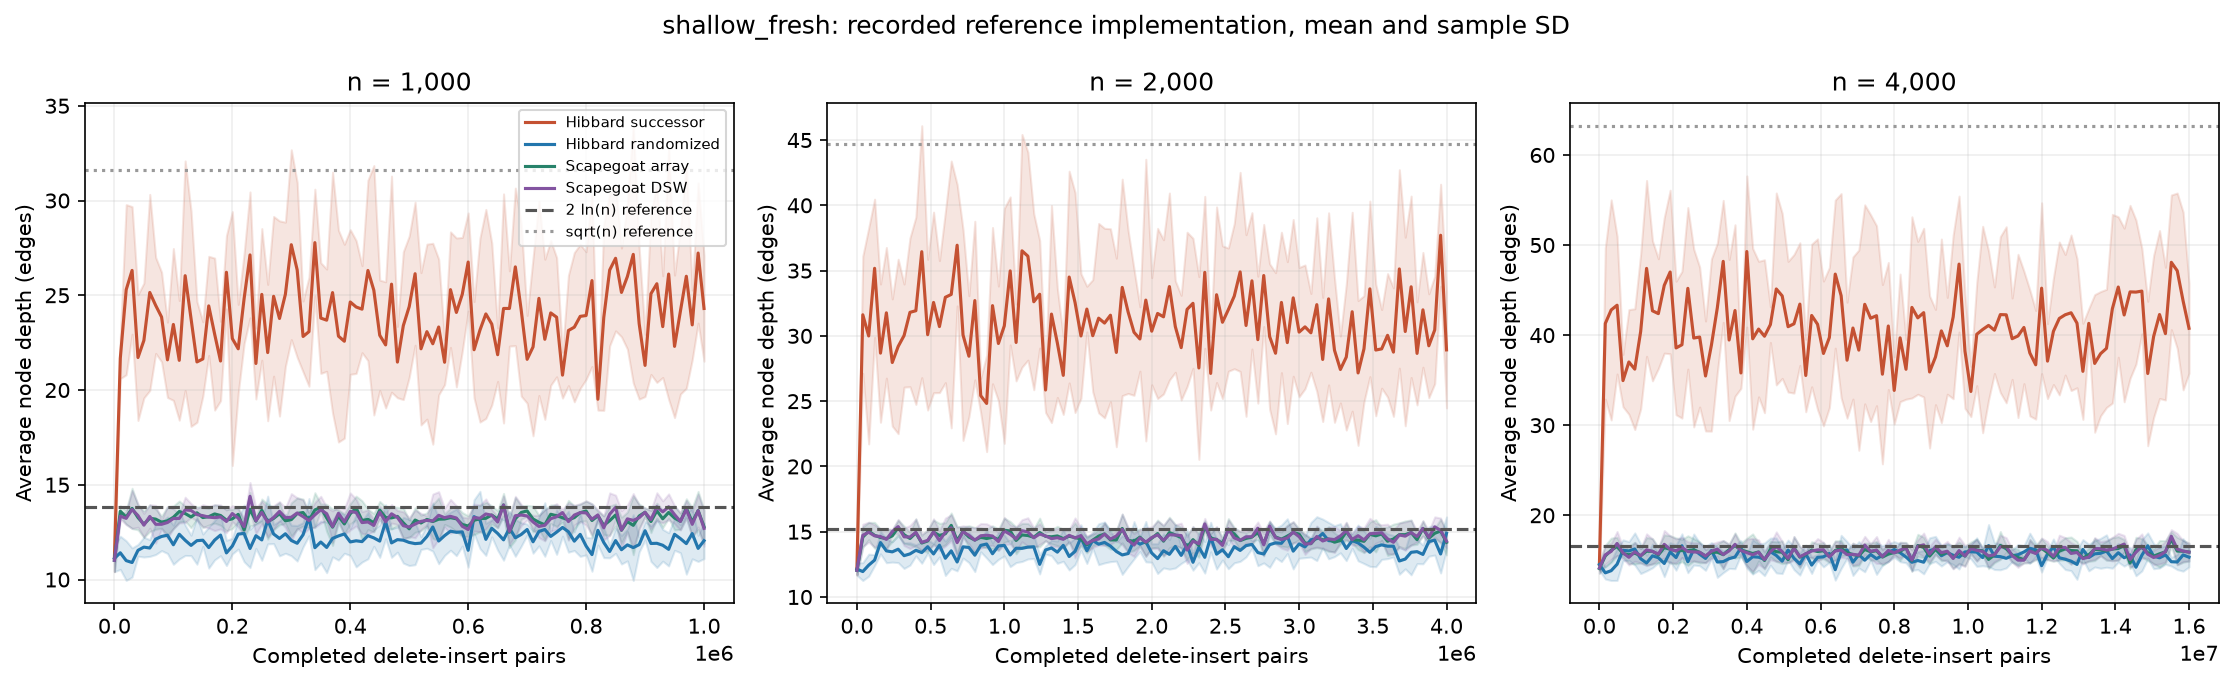 shallow_fresh: recorded reference implementation, mean and sample SD
n = 1,000
35
30
25
20
15
10
Average node depth (edges)
Hibbard successor
Hibbard randomized
Scapegoat array
Scapegoat DSW
2 ln(n) reference
sqrt(n) reference
0.0 0.2 0.4 0.6 0.8 1.0
1e6
Completed delete-insert pairs
n = 2,000
45
40
35
30
25
20
15
10
Average node depth (edges)
0.0 0.5 1.0 1.5 2.0 2.5 3.0 3.5 4.0
1e6
Completed delete-insert pairs
n = 4,000
60
50
40
30
20
Average node depth (edges)
0.0 0.2 0.4 0.6 0.8 1.0 1.2 1.4 1.6
1e7
Completed delete-insert pairs